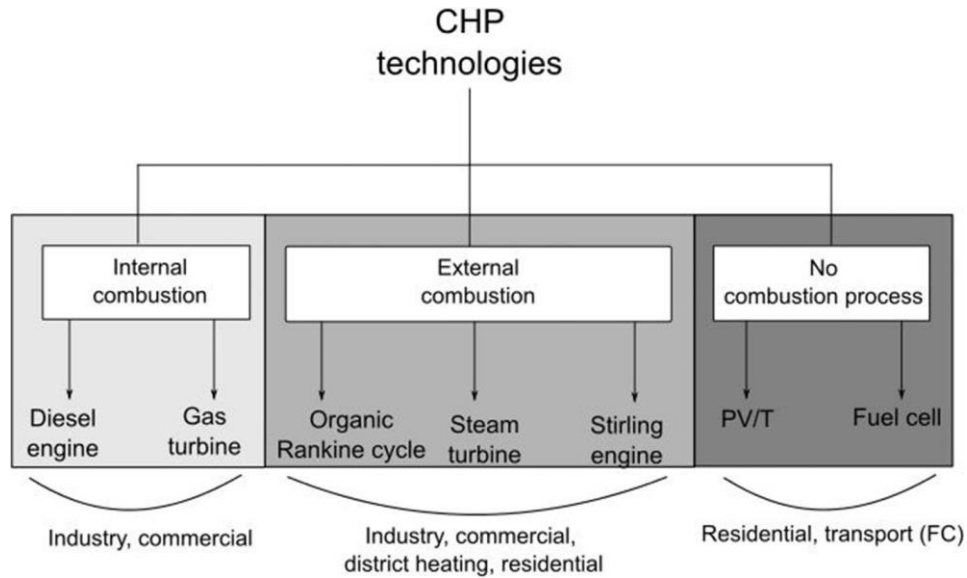 CHP
technologies
Internal
combustion
External
combustion
No
combustion process
Diesel
engine
Gas
turbine
Organic
Rankine cycle
Steam
turbine
Stirling
engine
PV/T
Fuel cell
Industry, commercial
Industry, commercial,
district heating, residential
Residential, transport (FC)